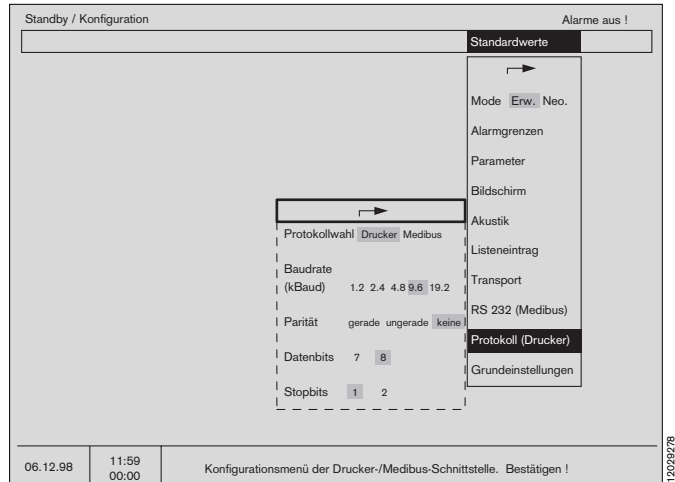 Standby / Konfiguration
Alarme aus !
Standardwerte
Mode Erw. Neo.
Alarmgrenzen
Parameter
Bildschirm
Akustik
Listeneintrag
Transport
RS 232 (Medibus)
Protokoll (Drucker)
Grundeinstellungen
Protokollwahl Drucker Medibus
Baudrate
(kBaud) 1.2 2.4 4.8 9.6 19.2
Parität gerade ungerade keine
Datenbits 7 8
Stopbits 1 2
06.12.98
11:59
00:00
Konfigurationsmenü der Drucker-/Medibus-Schnittstelle. Bestätigen !
12029278